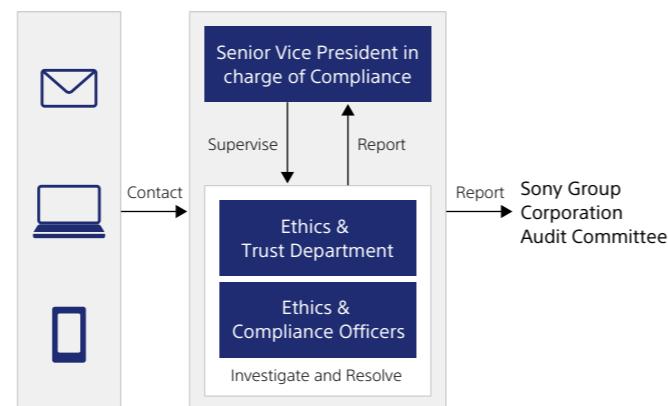 Senior Vice President in
charge of Compliance
Supervise
Report
Contact
Ethics &
Trust Department
Report
Sony Group
Corporation
Audit Committee
Ethics &
Compliance Officers
Investigate and Resolve